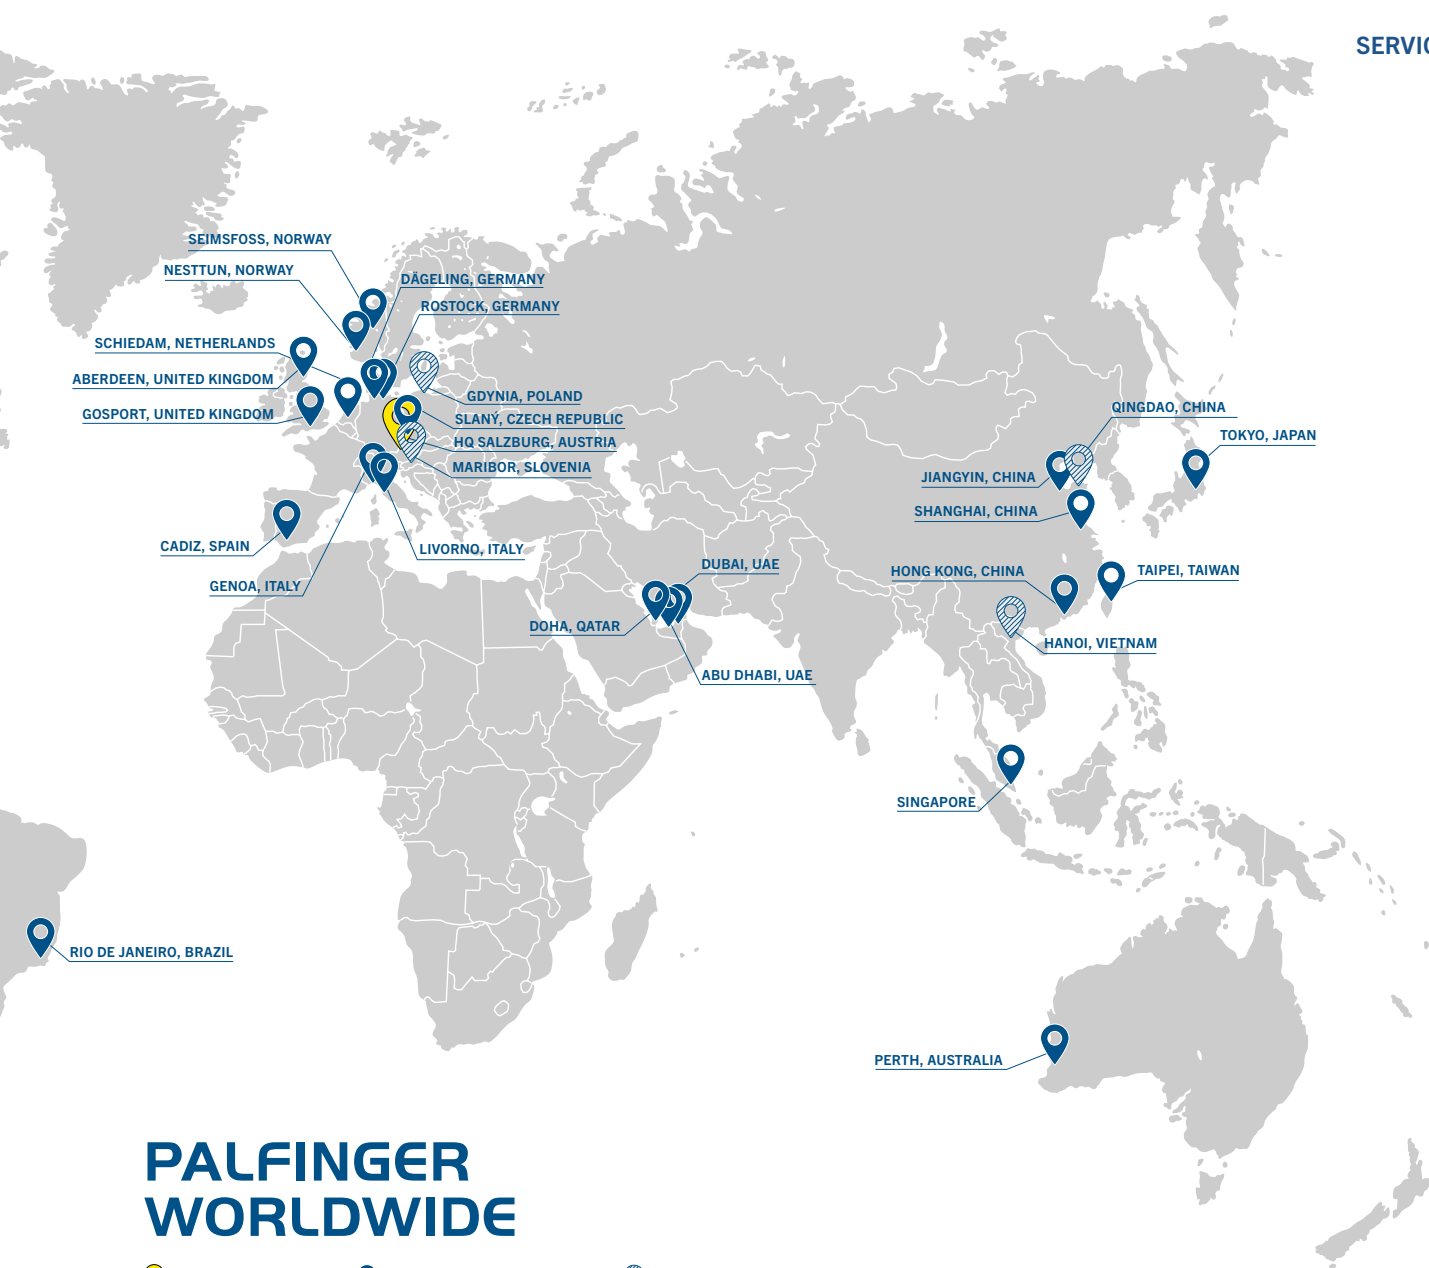 SEIMSFOSS, NORWAY
NESTTUN, NORWAY
DÄGELING, GERMANY
ROSTOCK, GERMANY
SCHIEDAM, NETHERLANDS
ABERDEEN, UNITED KINGDOM
GOSPORT, UNITED KINGDOM
GDYNIA, POLAND
SLANÝ, CZECH REPUBLIC
HQ SALZBURG, AUSTRIA
MARIBOR, SLOVENIA
CADIZ, SPAIN
GENOA, ITALY
LIVORNO, ITALY
DUBAI, UAE
DOHA, QATAR
ABU DHABI, UAE
QINGDAO, CHINA
TOKYO, JAPAN
JIANGYIN, CHINA
SHANGHAI, CHINA
HONG KONG, CHINA
TAIPEI, TAIWAN
HANOI, VIETNAM
SINGAPORE
RIO DE JANEIRO, BRAZIL
PERTH, AUSTRALIA
PALFINGER
WORLDWIDE